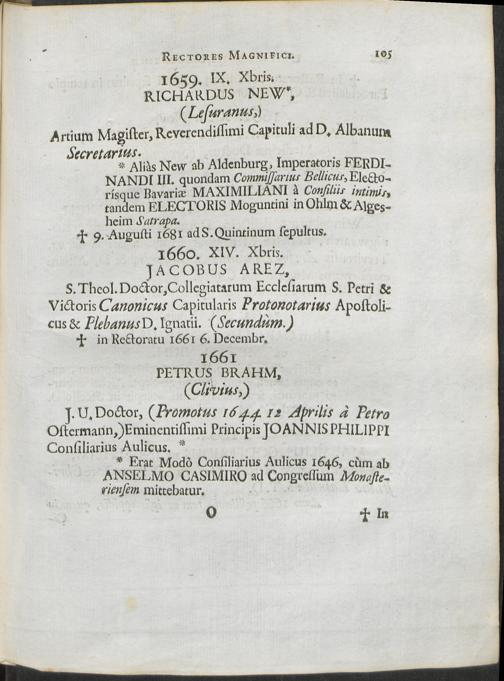 RECTORES MAGNIFICI. 105
1659. IX. Xbris.
RICHARDUS NEW*,
(Leſuranus,)
Artium Magiſter, Reverendiſſimi Capituli ad D. Albanum
Secretarius.
* Aliàs New ab Aldenburg, Imperatoris FERDI-
NANDI III. quondam Commiſſarius Bellicus, Electo-
risque Bavariæ MAXIMILIANI à Conſiliis intimis,
tandem ELECTORIS Moguntini in Ohlm & Alges-
heim Satrapa.
✝ 9. Auguſti 1681 ad S. Quintinum ſepultus.
1660. XIV. Xbris.
JACOBUS AREZ,
S. Theol. Doctor, Collegiatarum Eccleſiarum S. Petri &
Victoris Canonicus Capitularis Protonotarius Apoſtoli-
cus & Plebanus D. Ignatii. (Secundùm.)
✝ in Rectoratu 1661 6. Decembr.
1661
PETRUS BRAHM,
(Clivius,)
J. U. Doctor, (Promotus 1644 12 Aprilis à Petro
Oſtermann,) Eminentiſſimi Principis JOANNIS PHILIPPI
Conſiliarius Aulicus. *
* Erat Modò Conſiliarius Aulicus 1646, cùm ab
ANSELMO CASIMIRO ad Congreſſum Monaſte-
rienſem mittebatur.
O ✝ In